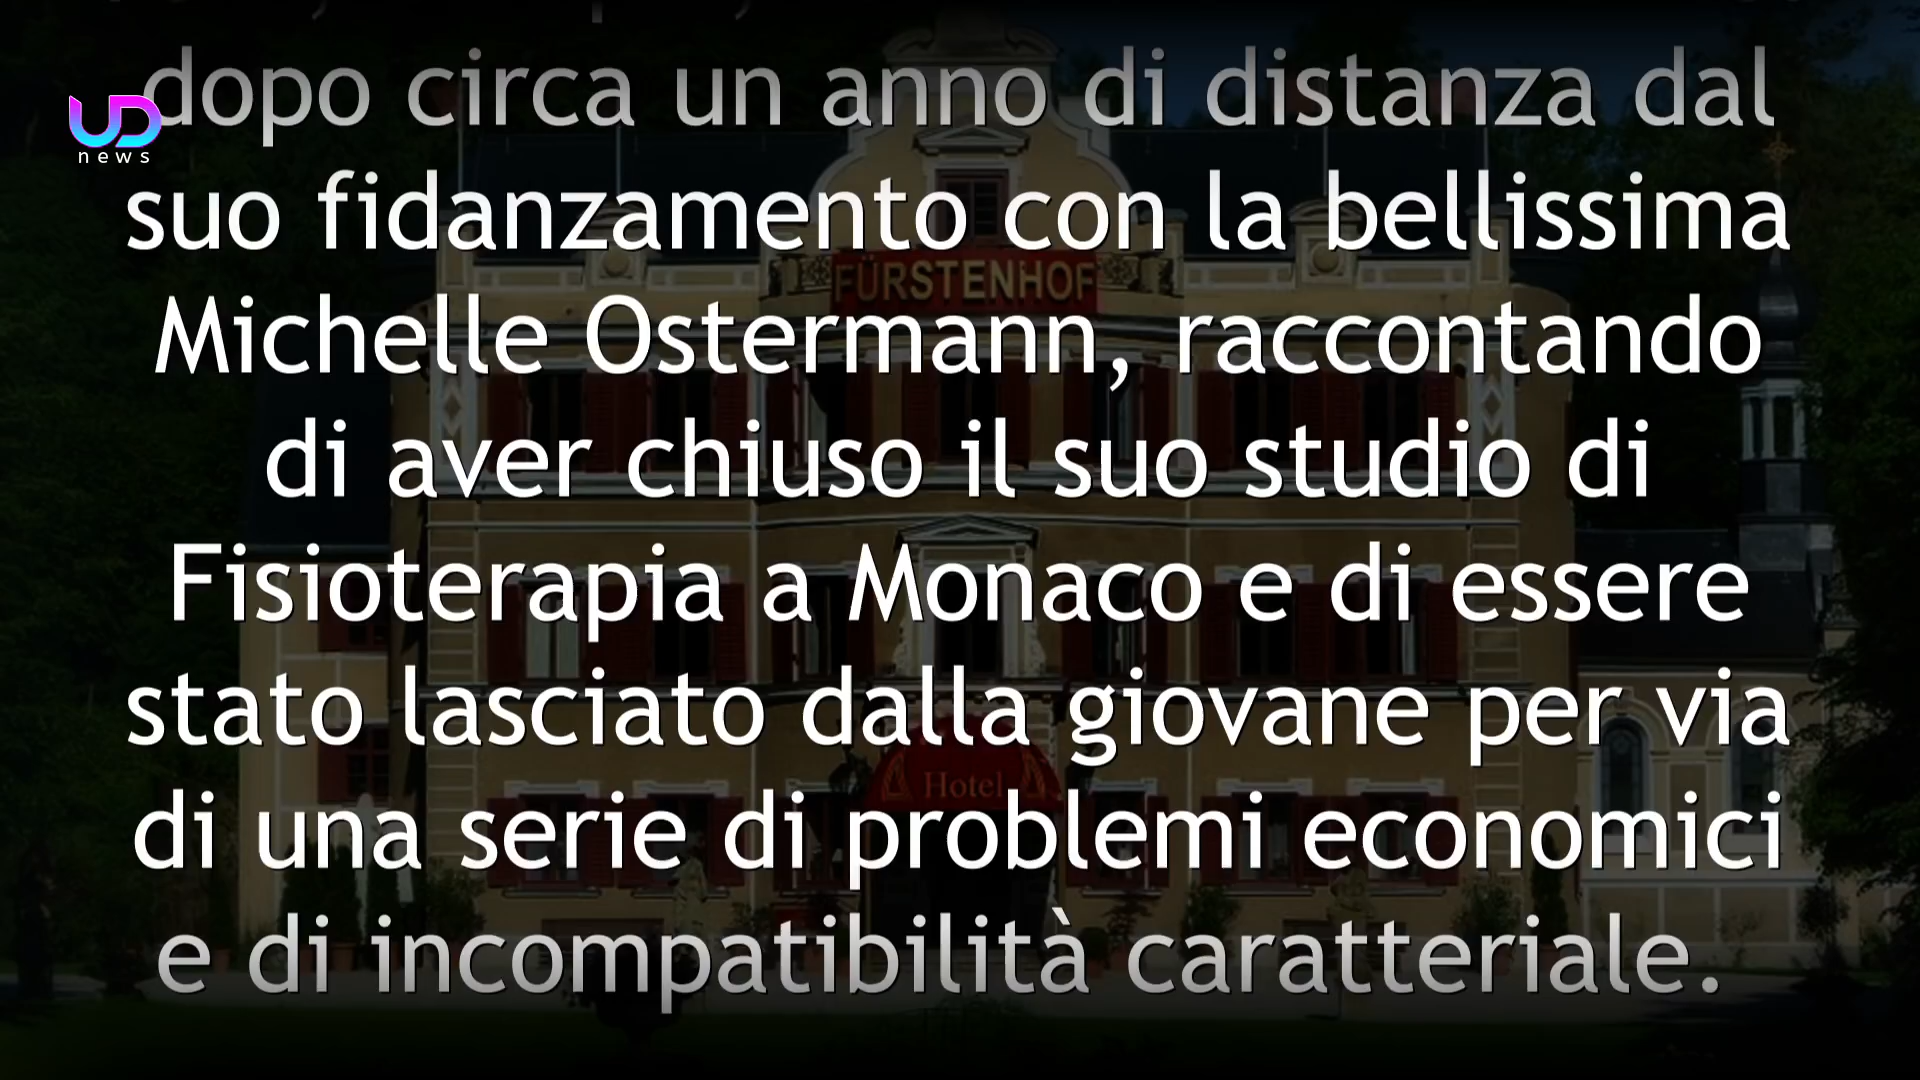 dopo circa un anno di distanza dal
UD
news
suo fidanzamento con la bellissima
FÜRSTENHOF
Michelle Ostermann, raccontando
di aver chiuso il suo studio di
Fisioterapia a Monaco e di essere
stato lasciato dalla giovane per via
Hotel
di una serie di problemi economici
e di incompatibilità caratteriale.